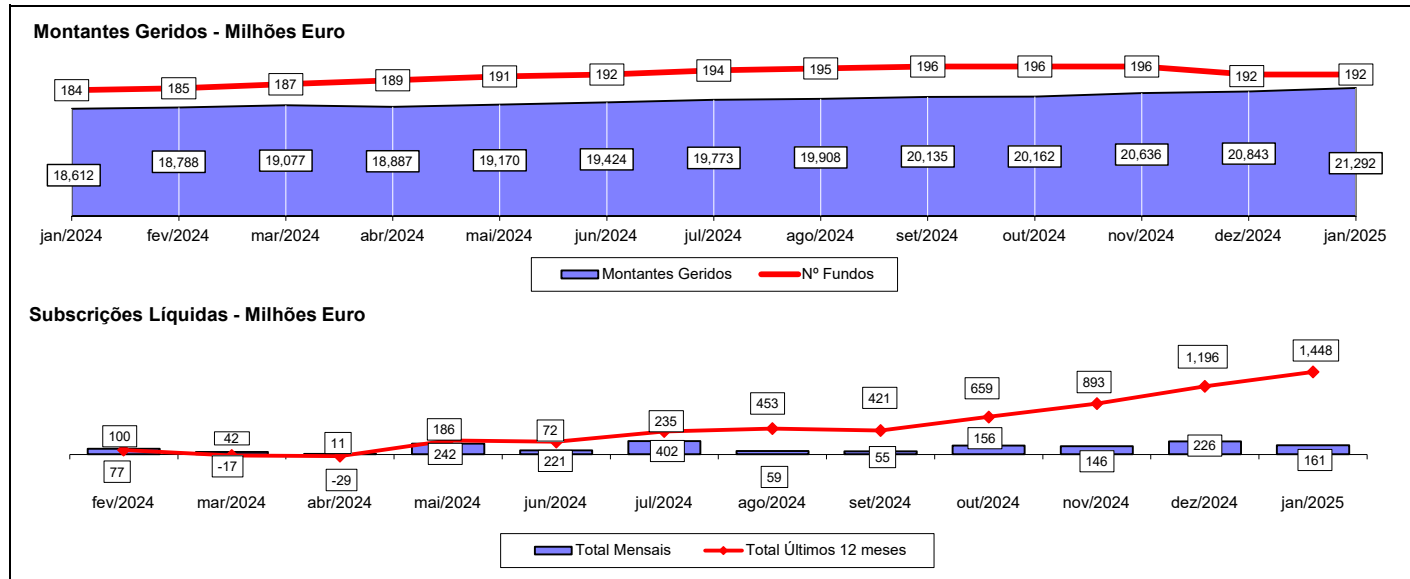 Montantes Geridos - Milhões Euro
184 185 187 189 191 192 194 195 196 196 196 192 192
18,612 18,788 19,077 18,887 19,170 19,424 19,773 19,908 20,135 20,162 20,636 20,843 21,292
jan/2024 fev/2024 mar/2024 abr/2024 mai/2024 jun/2024 jul/2024 ago/2024 set/2024 out/2024 nov/2024 dez/2024 jan/2025
Montantes Geridos Nº Fundos
Subscrições Líquidas - Milhões Euro
100 42 11 186 72 235 453 421 659 893 1,196 1,448
77 -17 -29 242 221 402 59 55 156 146 226 161
fev/2024 mar/2024 abr/2024 mai/2024 jun/2024 jul/2024 ago/2024 set/2024 out/2024 nov/2024 dez/2024 jan/2025
Total Mensais Total Últimos 12 meses